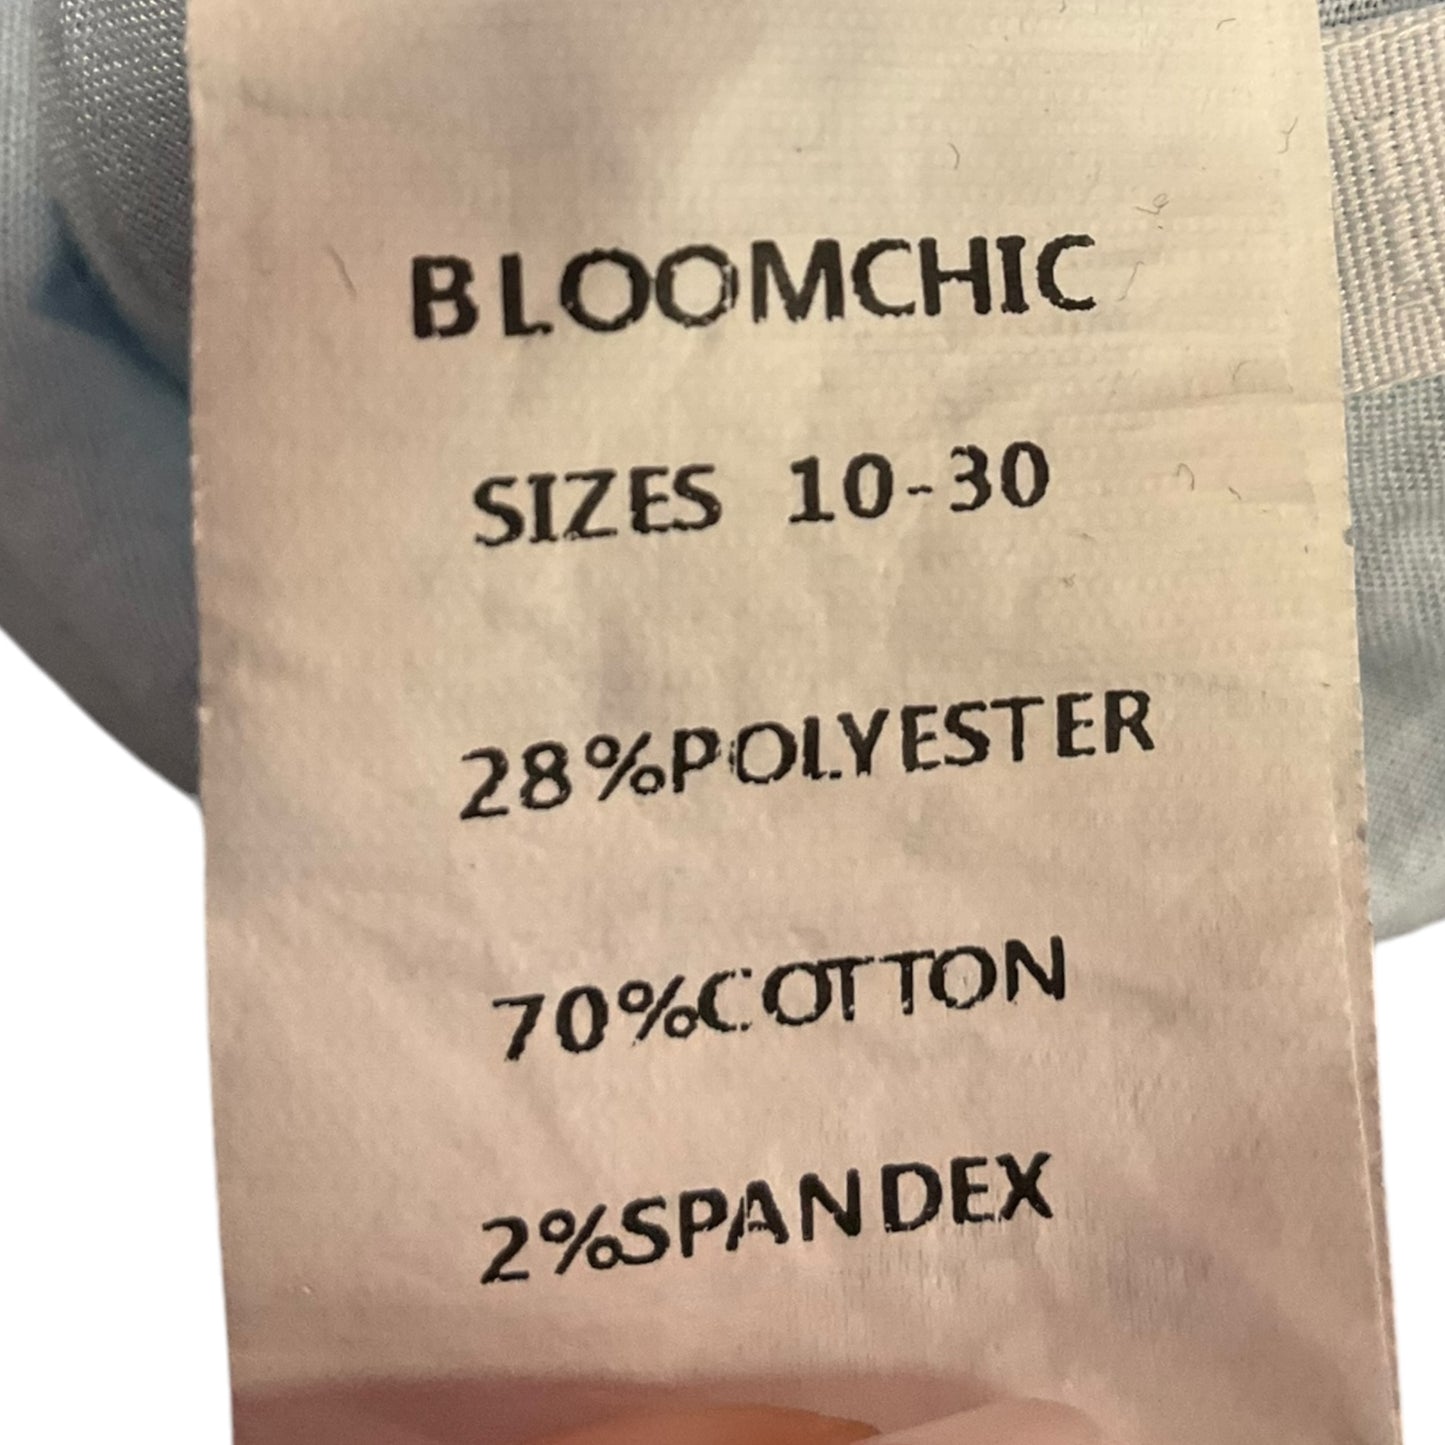 BLOOMCHIC
SIZES 10-30
28%POLYESTER
70%COTTON
2%SPANDEX